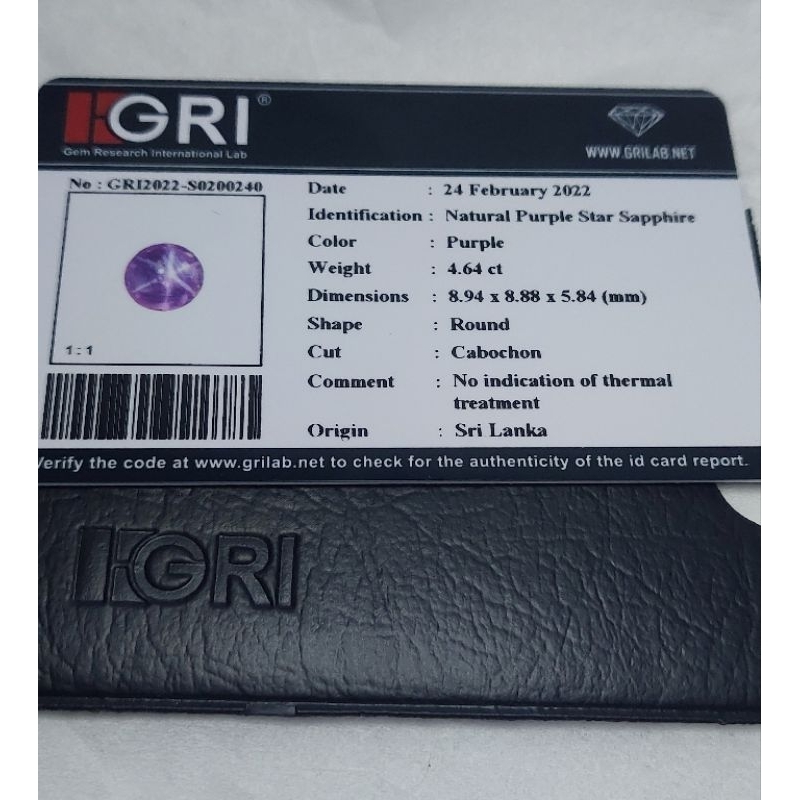 GRI®
Gem Research International Lab
WWW.GRILAB.NET
No : GRI2022-S0200240
1 : 1
Date : 24 February 2022
Identification : Natural Purple Star Sapphire
Color : Purple
Weight : 4.64 ct
Dimensions : 8.94 x 8.88 x 5.84 (mm)
Shape : Round
Cut : Cabochon
Comment : No indication of thermal
treatment
Origin : Sri Lanka
Verify the code at www.grilab.net to check for the authenticity of the id card report.
GRI